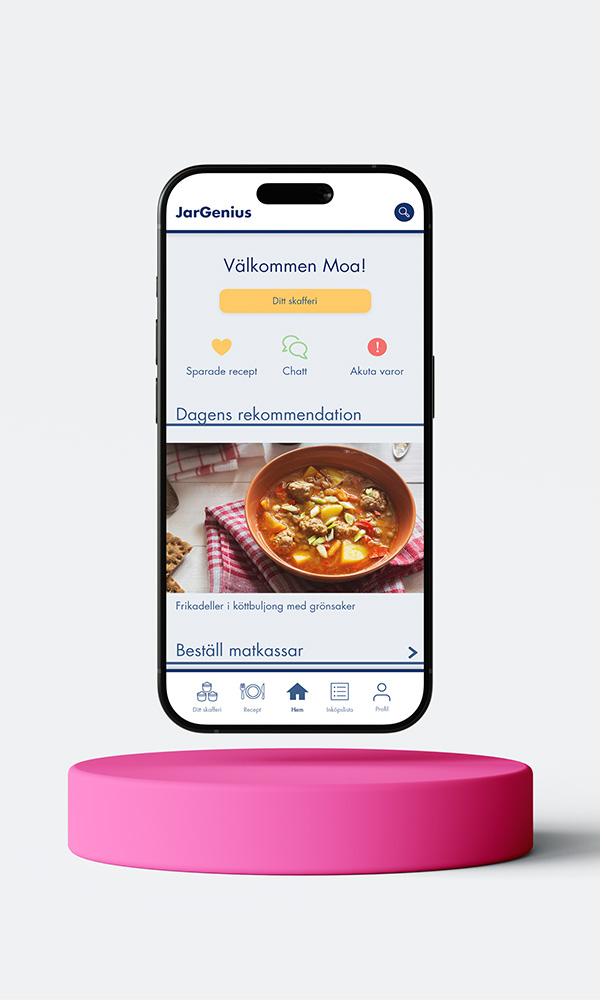 JarGenius
Välkommen Moa!
Ditt skafferi
Sparade recept
Chatt
Akuta varor
Dagens rekommendation
Frikadeller i köttbuljong med grönsaker
Beställ matkassar
Ditt skafferi
Recept
Hem
Inköpslista
Profil